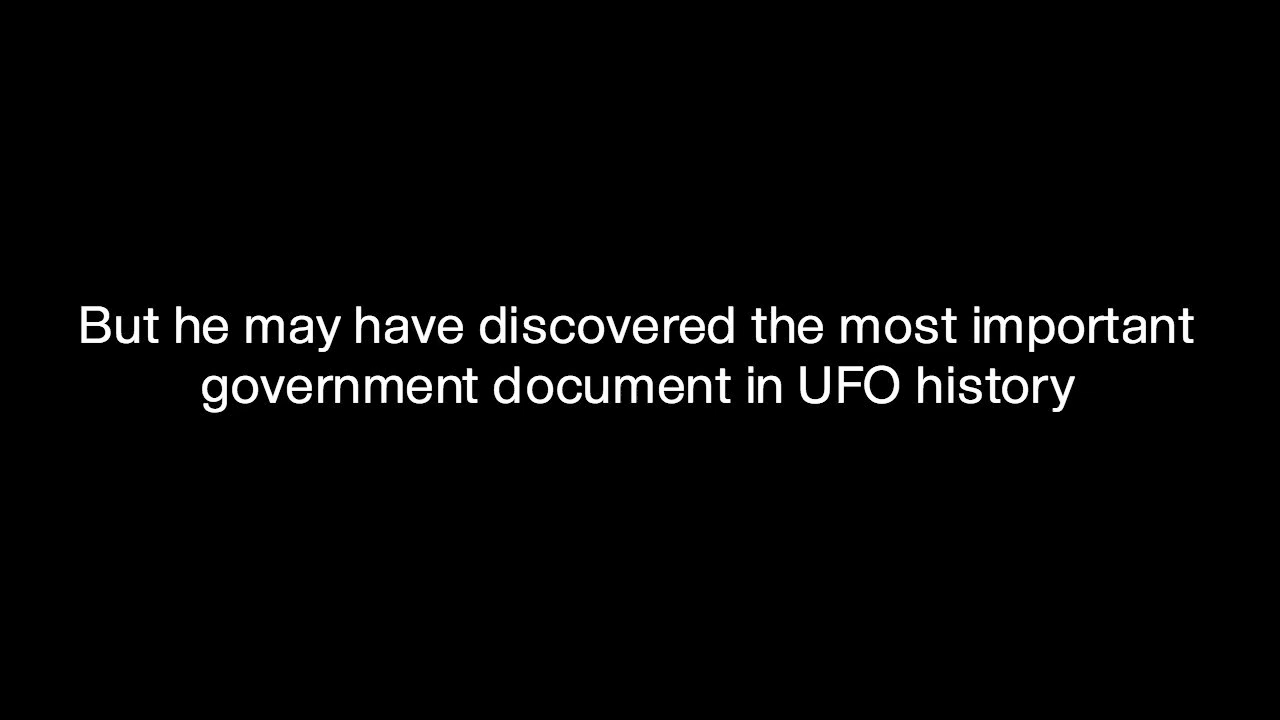 But he may have discovered the most important
government document in UFO history